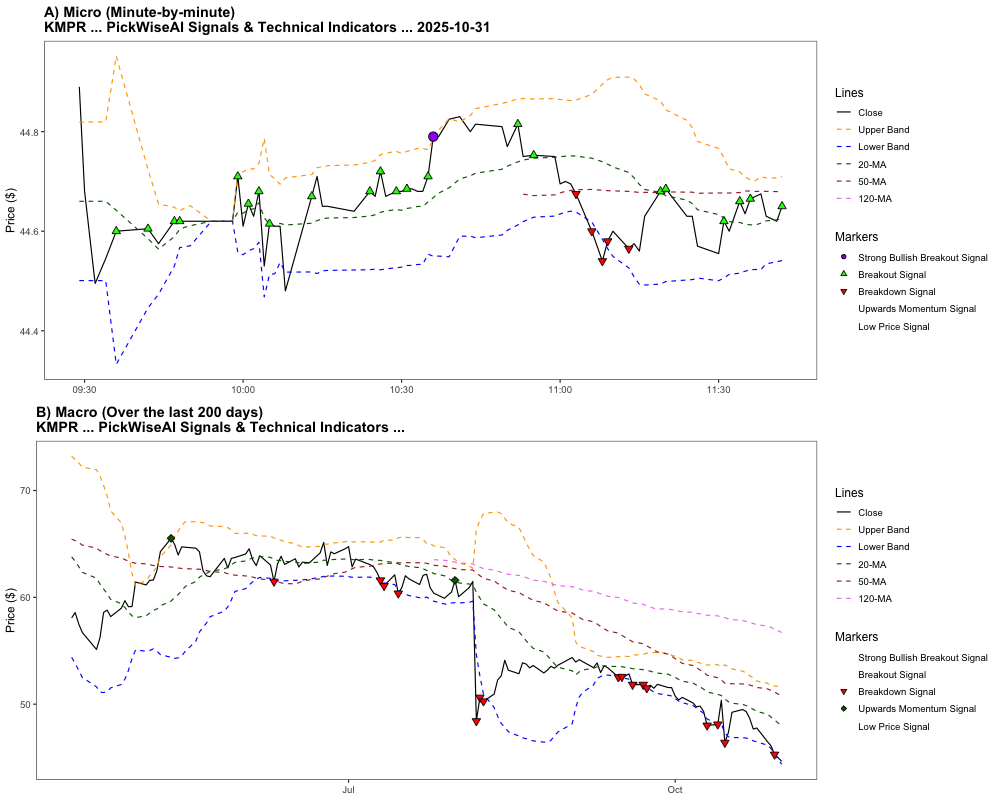 A) Micro (Minute-by-minute)
KMPR ... PickWiseAI Signals & Technical Indicators ... 2025-10-31
Price ($)
44.8
44.6
44.4
09:30
10:00
10:30
11:00
11:30
Lines
Close
Upper Band
Lower Band
20-MA
50-MA
120-MA
Markers
Strong Bullish Breakout Signal
Breakout Signal
Breakdown Signal
Upwards Momentum Signal
Low Price Signal
B) Macro (Over the last 200 days)
KMPR ... PickWiseAI Signals & Technical Indicators ...
Price ($)
70
60
50
Jul
Oct
Lines
Close
Upper Band
Lower Band
20-MA
50-MA
120-MA
Markers
Strong Bullish Breakout Signal
Breakout Signal
Breakdown Signal
Upwards Momentum Signal
Low Price Signal